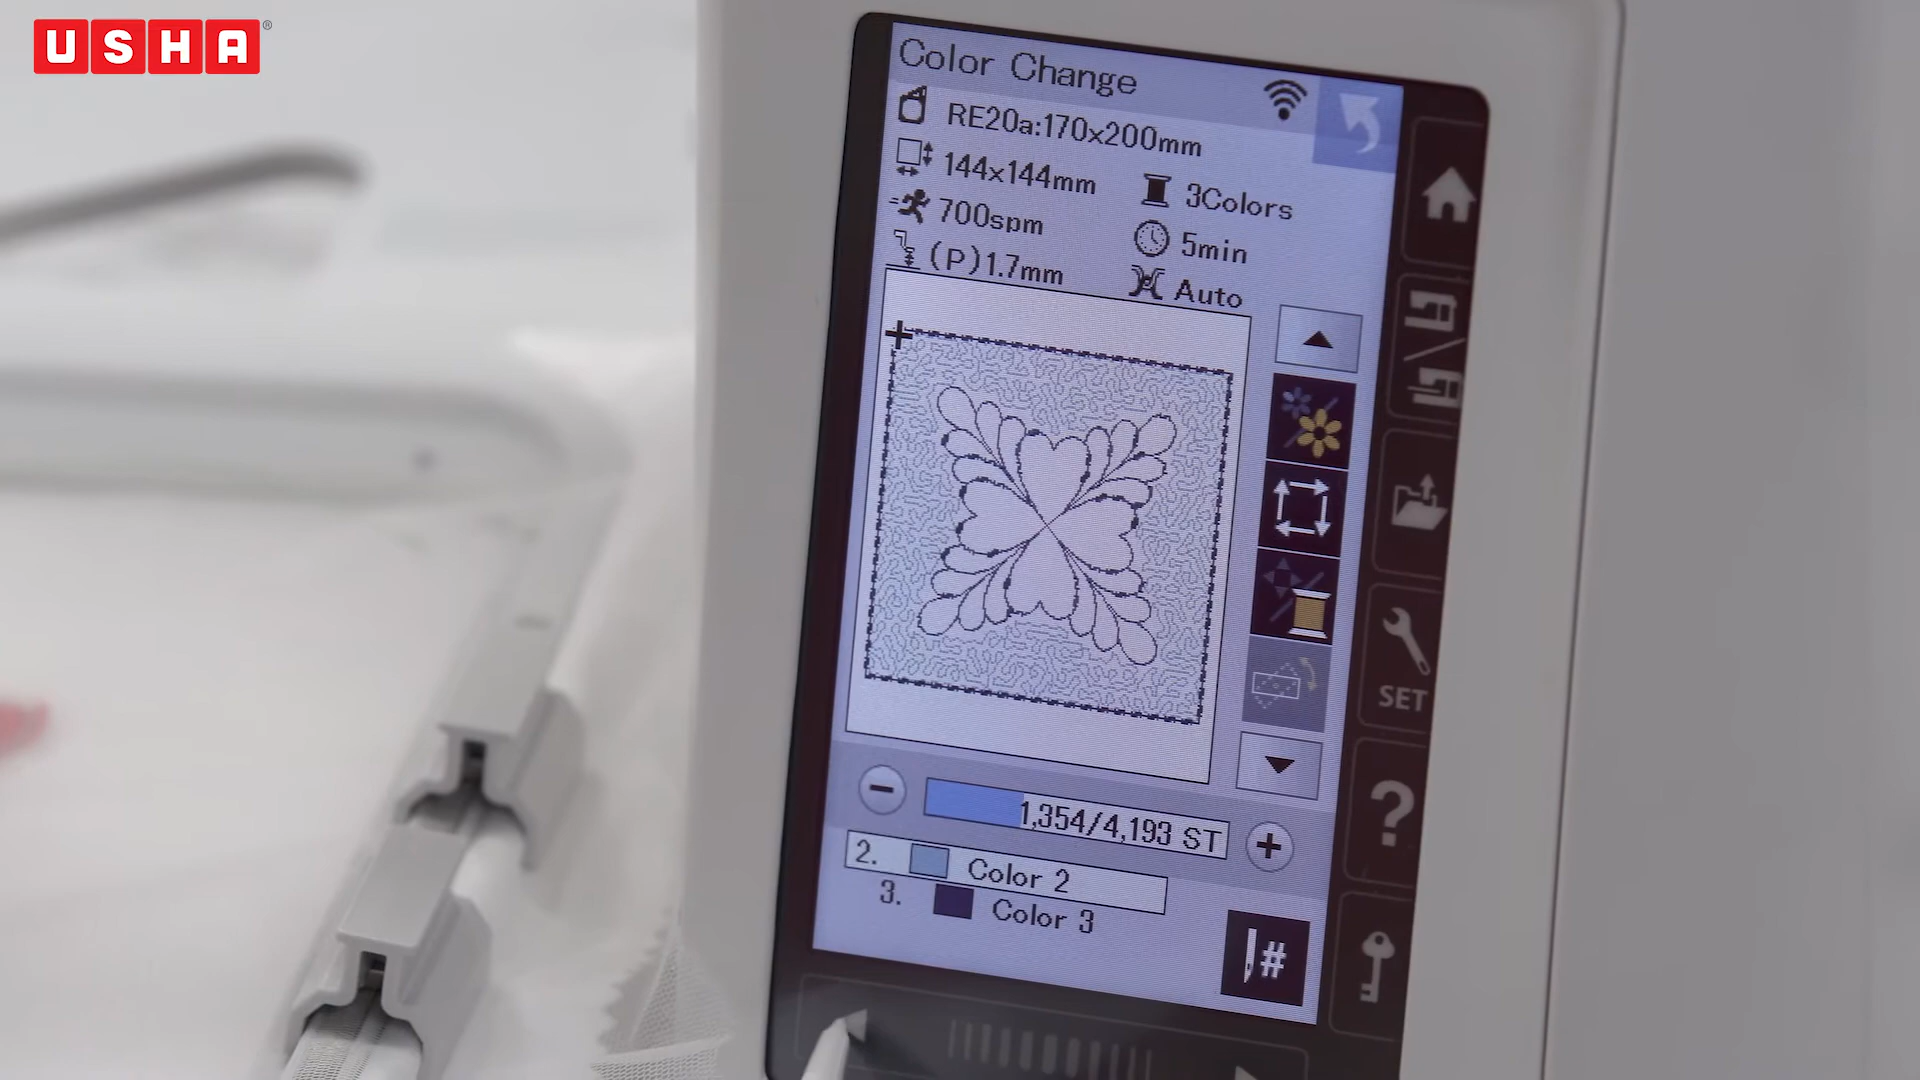 USHA®
Color Change
RE20a:170x200mm
144x144mm
3Colors
700spm
5min
(P)1.7mm
Auto
1,354/4,193 ST
2. Color 2
3. Color 3
#
SET
?